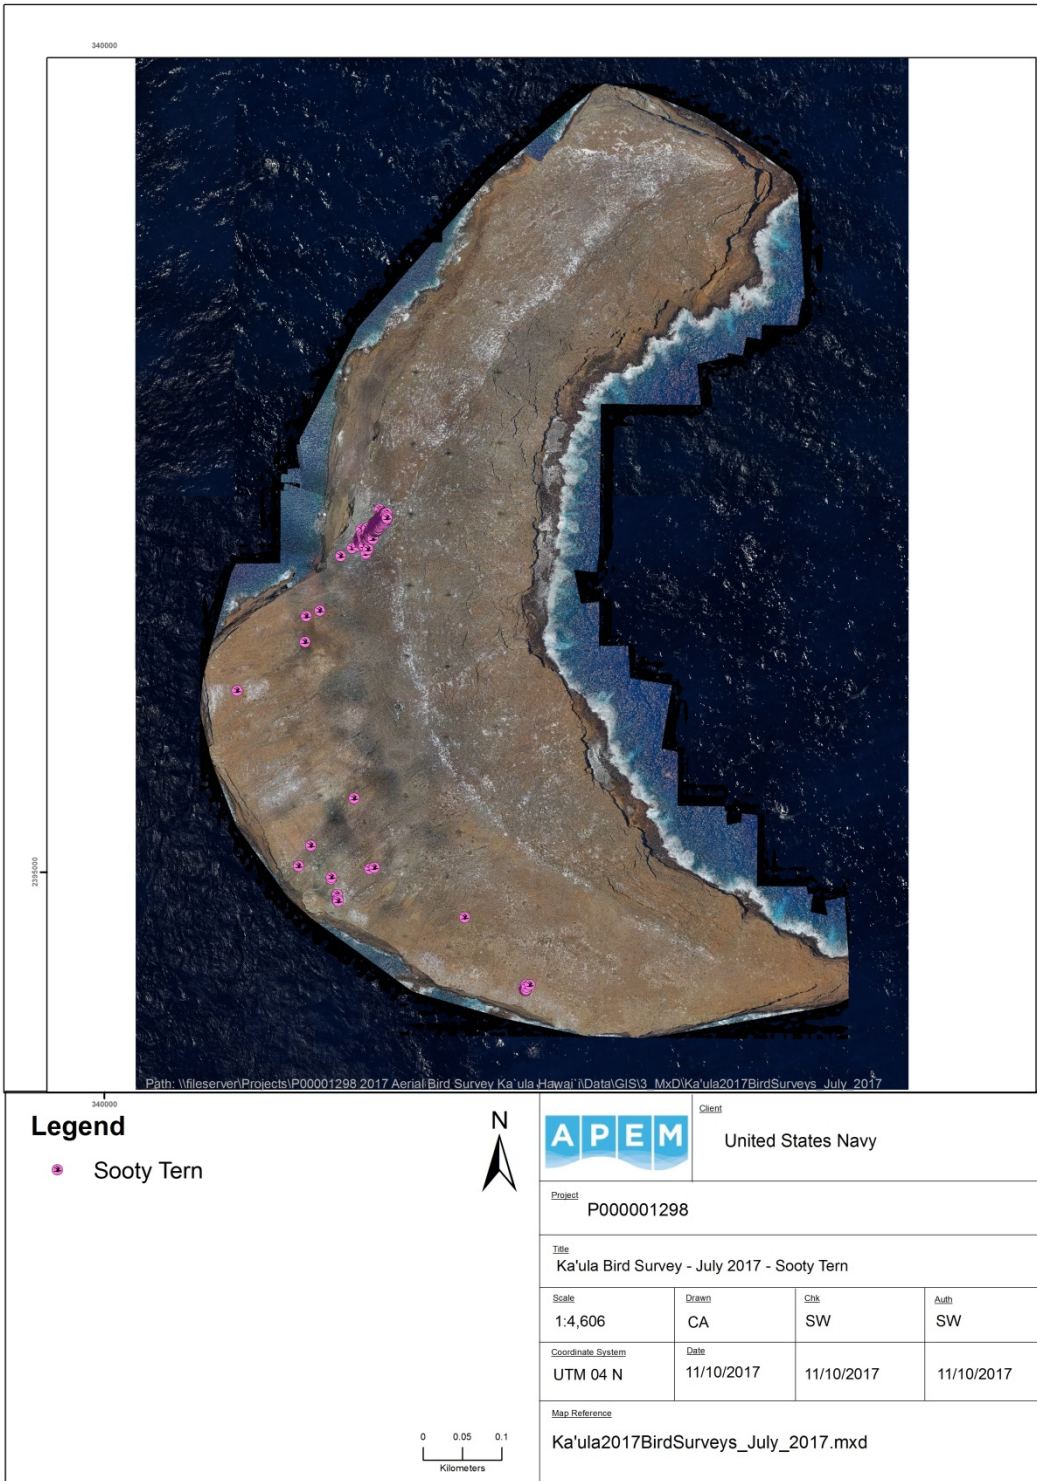 340000
2395000
Path: \\fileserver\Projects\P00001298 2017 Aerial Bird Survey Ka`ula Hawai`i\Data\GIS\3_MxD\Ka'ula2017BirdSurveys_July_2017
340000
Legend
Sooty Tern
N
0 0.05 0.1
Kilometers
APEM
Client
United States Navy
Project
P000001298
Title
Ka'ula Bird Survey - July 2017 - Sooty Tern
Scale
1:4,606
Drawn
CA
Chk
SW
Auth
SW
Coordinate System
UTM 04 N
Date
11/10/2017
11/10/2017
11/10/2017
Map Reference
Ka'ula2017BirdSurveys_July_2017.mxd